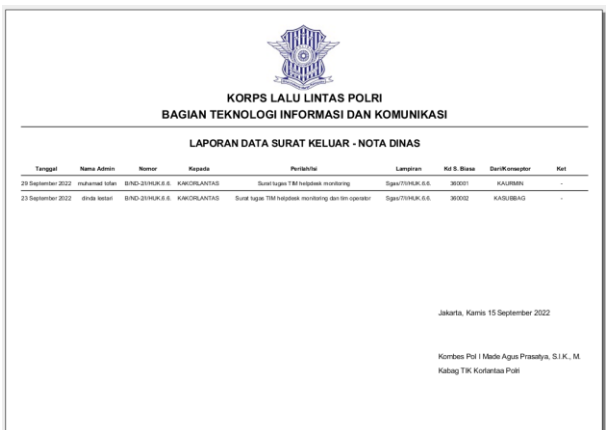 KORPS LALU LINTAS POLRI
BAGIAN TEKNOLOGI INFORMASI DAN KOMUNIKASI
LAPORAN DATA SURAT KELUAR - NOTA DINAS
Tanggal Nama Admin Nomor Kepada Perihal/Isi Lampiran Kd S. Biasa Dari/Konseptor Ket
29 September 2022 muhamad tofan B/ND-2/I/HUK.6.6. KAKORLANTAS Surat tugas TIM helpdesk monitoring Sgas/7/I/HUK.6.6. 360001 KAURMIN -
23 September 2022 dinda lestari B/ND-2/I/HUK.6.6. KAKORLANTAS Surat tugas TIM helpdesk monitoring dan tim operator Sgas/7/I/HUK.6.6. 360002 KASUBBAG -
Jakarta, Kamis 15 September 2022
Kombes Pol I Made Agus Prasatya, S.I.K., M.
Kabag TIK Korlantaa Polri